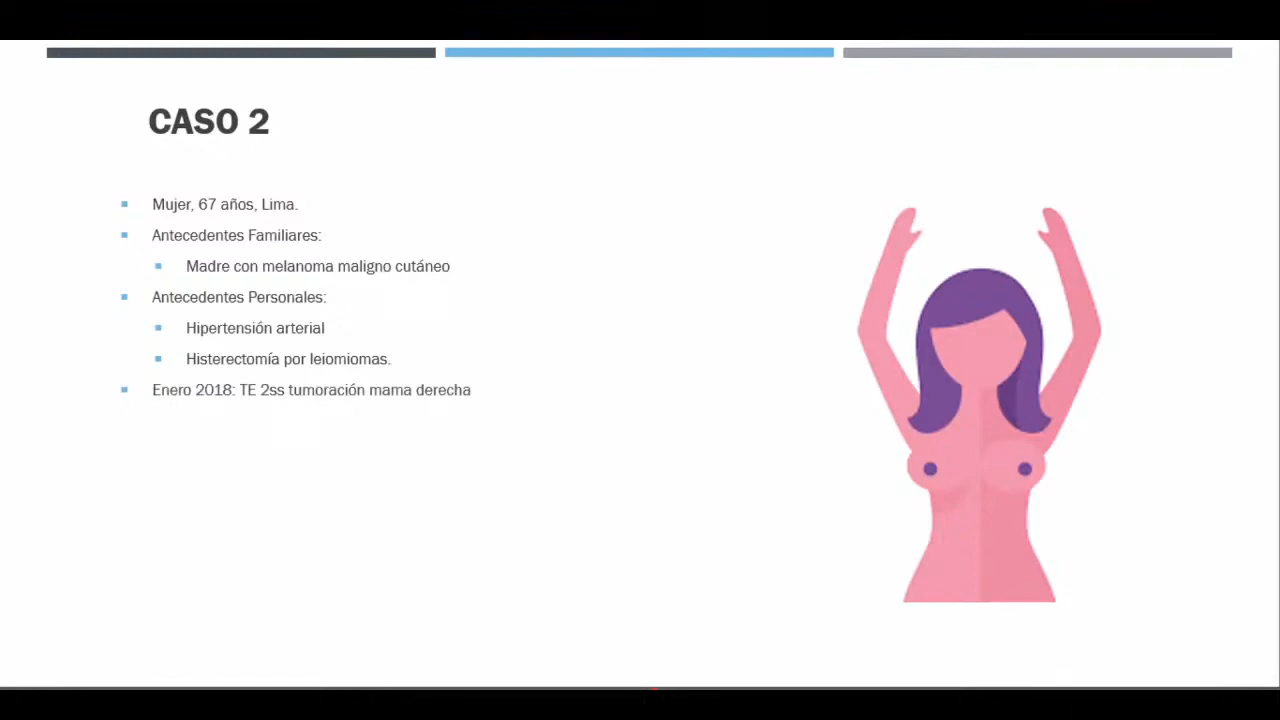 CASO 2
Mujer, 67 años, Lima.
Antecedentes Familiares:
Madre con melanoma maligno cutáneo
Antecedentes Personales:
Hipertensión arterial
Histerectomía por leiomiomas.
Enero 2018: TE 2ss tumoración mama derecha